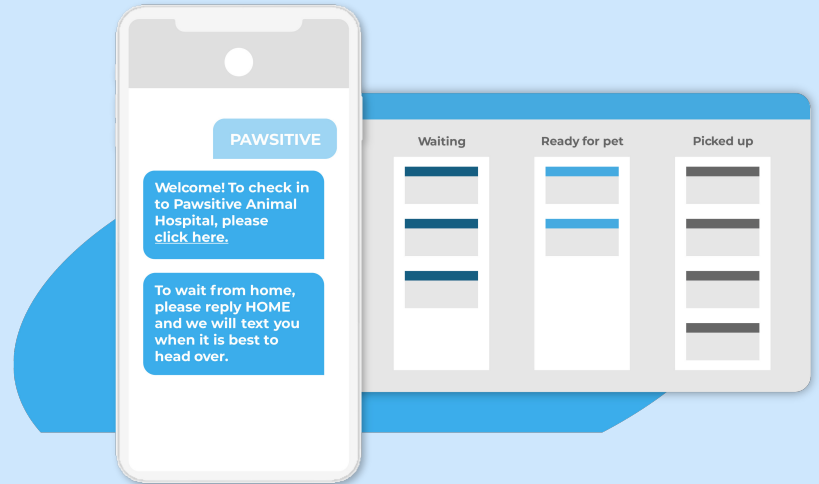 PAWSITIVE
Welcome! To check in
to Pawsitive Animal
Hospital, please
click here.
To wait from home,
please reply HOME
and we will text you
when it is best to
head over.
Waiting
Ready for pet
Picked up